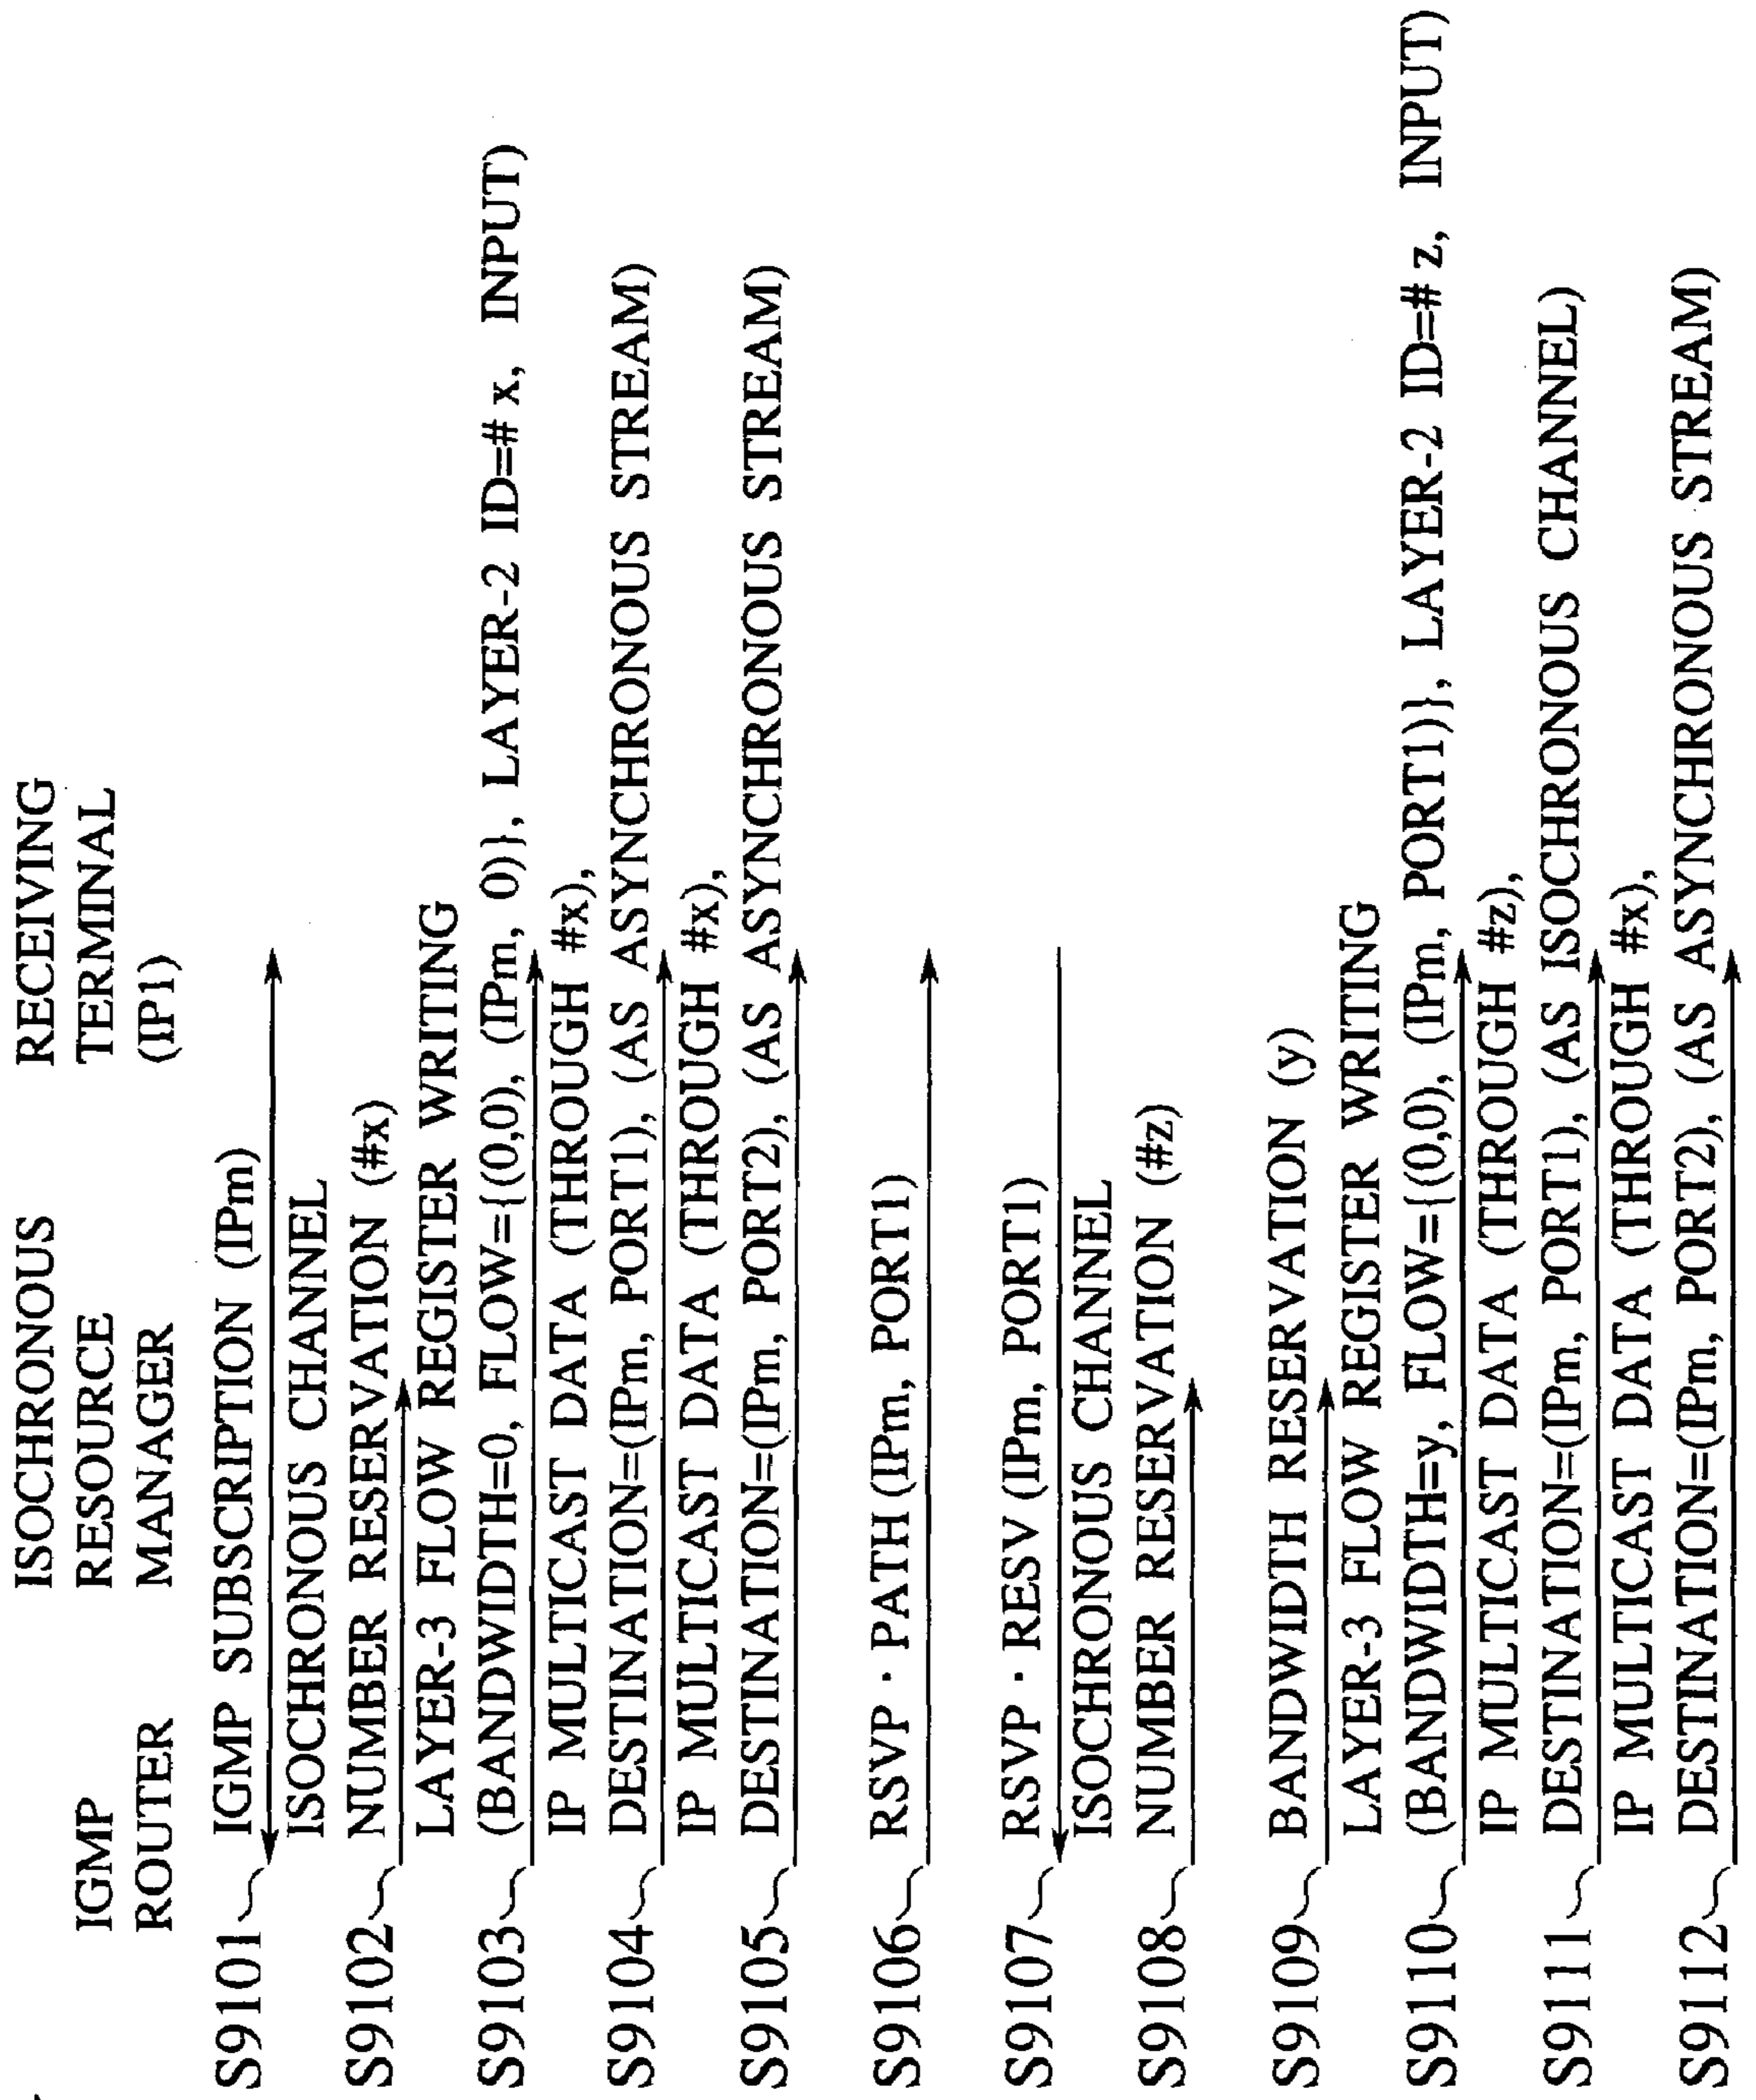 IGMP
ROUTER
ISOCHRONOUS
RESOURCE
MANAGER
RECEIVING
TERMINAL
(IP1)
S9101 IGMP SUBSCRIPTION (IPm)
S9102 ISOCHRONOUS CHANNEL
NUMBER RESERVATION (#x)
S9103 LAYER-3 FLOW REGISTER WRITING
(BANDWIDTH=0, FLOW={(0,0), (IPm, 0)}, LAYER-2 ID=# x, INPUT)
S9104 IP MULTICAST DATA (THROUGH #x),
DESTINATION=(IPm, PORT1), (AS ASYNCHRONOUS STREAM)
S9105 IP MULTICAST DATA (THROUGH #x),
DESTINATION=(IPm, PORT2), (AS ASYNCHRONOUS STREAM)
S9106 RSVP · PATH (IPm, PORT1)
S9107 RSVP · RESV (IPm, PORT1)
S9108 ISOCHRONOUS CHANNEL
NUMBER RESERVATION (#z)
S9109 BANDWIDTH RESERVATION (y)
S9110 LAYER-3 FLOW REGISTER WRITING
(BANDWIDTH=y, FLOW={(0,0), (IPm, PORT1)}, LAYER-2 ID=# z, INPUT)
S9111 IP MULTICAST DATA (THROUGH #z),
DESTINATION=(IPm, PORT1), (AS ISOCHRONOUS CHANNEL)
S9112 IP MULTICAST DATA (THROUGH #x),
DESTINATION=(IPm, PORT2), (AS ASYNCHRONOUS STREAM)